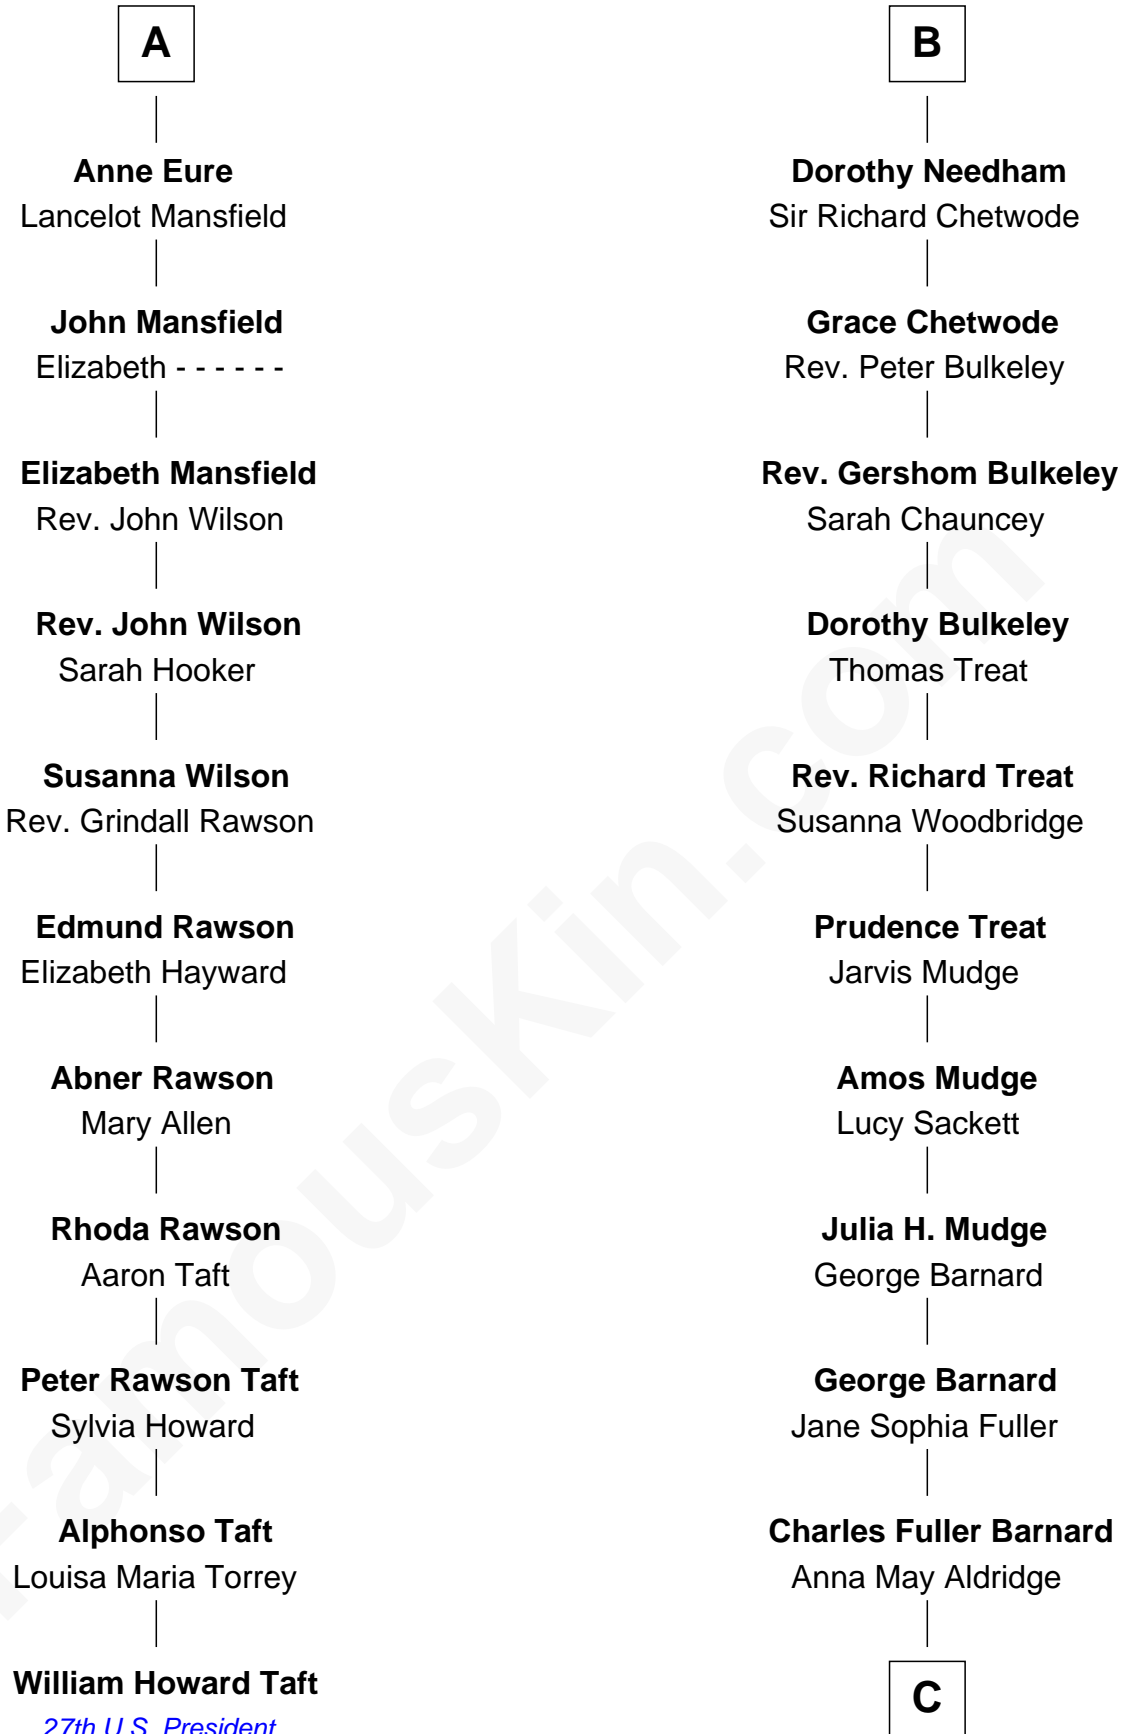 A
Anne Eure
Lancelot Mansfield
John Mansfield
Elizabeth - - - - - -
Elizabeth Mansfield
Rev. John Wilson
Rev. John Wilson
Sarah Hooker
Susanna Wilson
Rev. Grindall Rawson
Edmund Rawson
Elizabeth Hayward
Abner Rawson
Mary Allen
Rhoda Rawson
Aaron Taft
Peter Rawson Taft
Sylvia Howard
Alphonso Taft
Louisa Maria Torrey
William Howard Taft
27th U.S. President
B
Dorothy Needham
Sir Richard Chetwode
Grace Chetwode
Rev. Peter Bulkeley
Rev. Gershom Bulkeley
Sarah Chauncey
Dorothy Bulkeley
Thomas Treat
Rev. Richard Treat
Susanna Woodbridge
Prudence Treat
Jarvis Mudge
Amos Mudge
Lucy Sackett
Julia H. Mudge
George Barnard
George Barnard
Jane Sophia Fuller
Charles Fuller Barnard
Anna May Aldridge
C
FamousKin.com